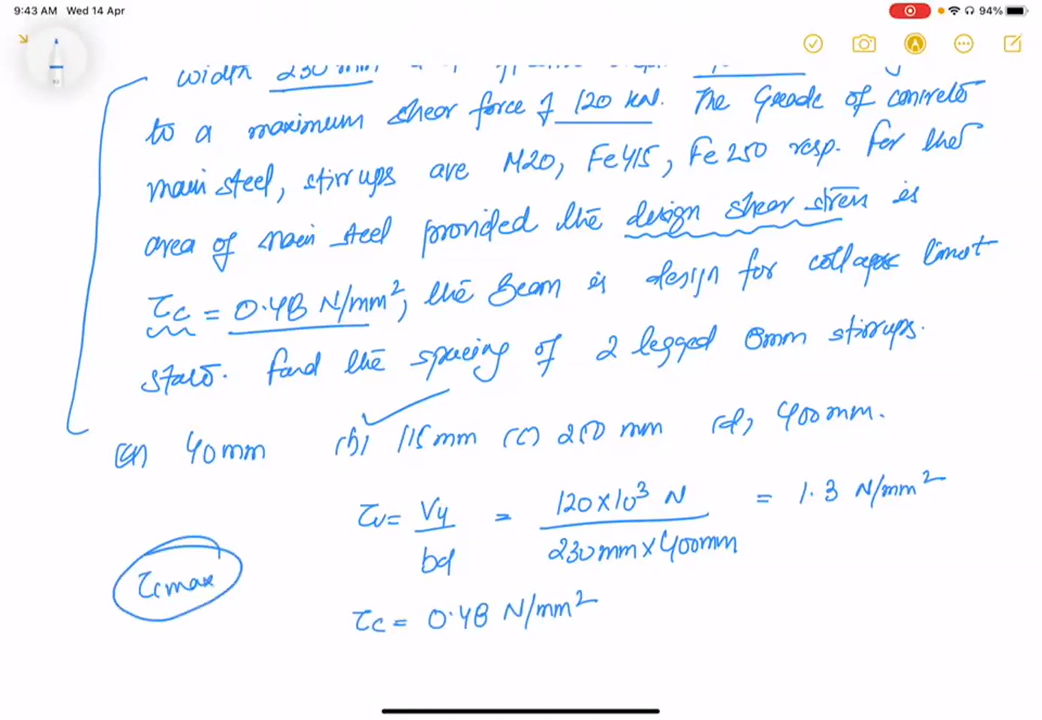 9:43 AM Wed 14 Apr 94%
width 230 mm
to a maximum shear force of 120 kN. The Grade of concrete
main steel, stirrups are M20, Fe415, Fe250 resp. For the
area of main steel provided the design shear stress is
τc = 0.48 N/mm², the Beam is design for collapse limit
state. Find the spacing of 2 legged 8mm stirrups.
(a) 40mm (b) 115mm (c) 250 mm (d) 400mm.
τv = Vu/bd = 120×10³ N / 230mm×400mm = 1.3 N/mm²
τcmax
τc = 0.48 N/mm²